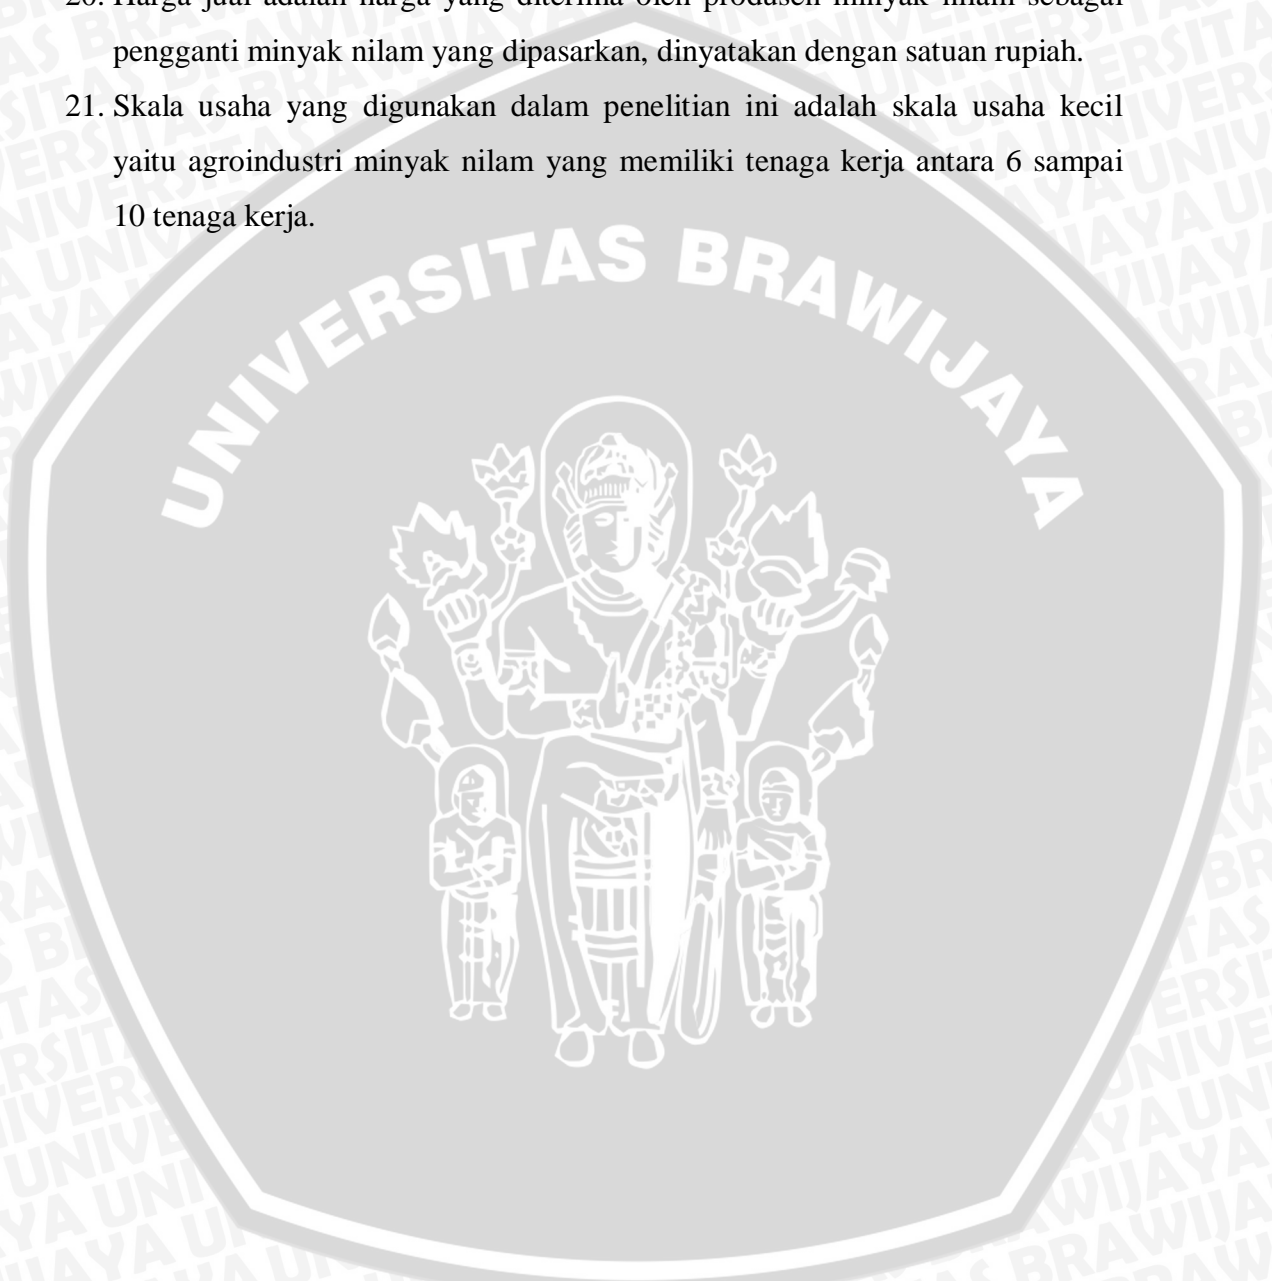 20. Harga jual adalah harga yang diterima oleh produsen minyak nilam sebagai
pengganti minyak nilam yang dipasarkan, dinyatakan dengan satuan rupiah.
21. Skala usaha yang digunakan dalam penelitian ini adalah skala usaha kecil
yaitu agroindustri minyak nilam yang memiliki tenaga kerja antara 6 sampai
10 tenaga kerja.
UNIVERSITAS BRAWIJAYA